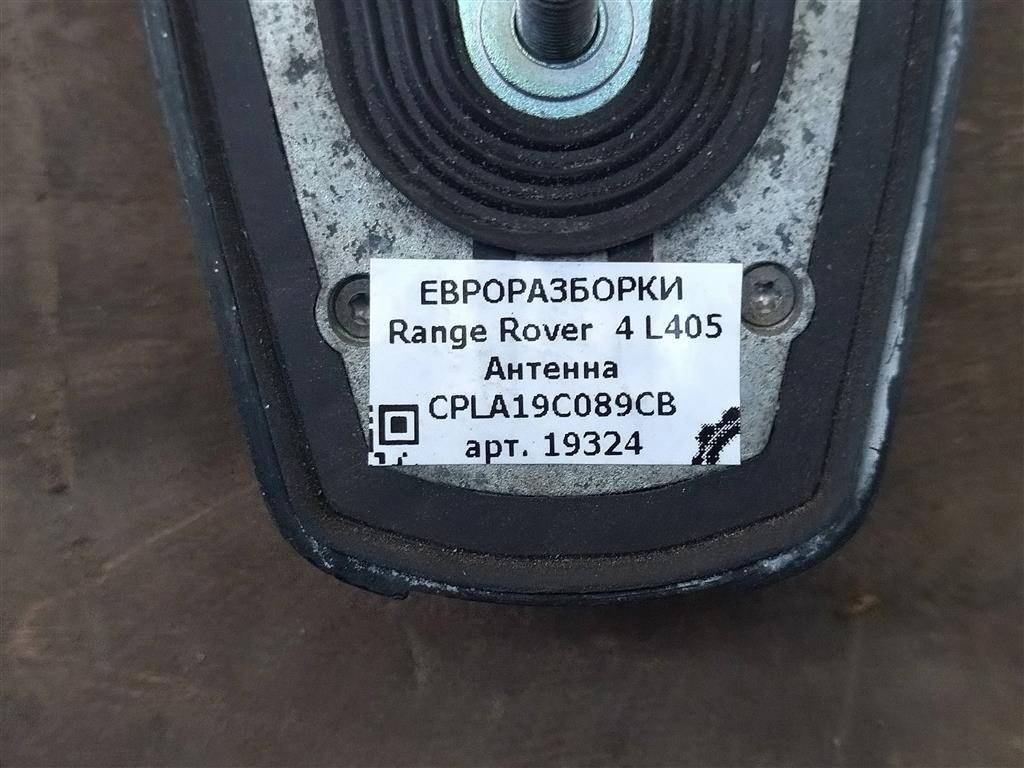 ЕВРОРАЗБОРКИ
Range Rover 4 L405
Антенна
CPLA19C089CB
арт. 19324